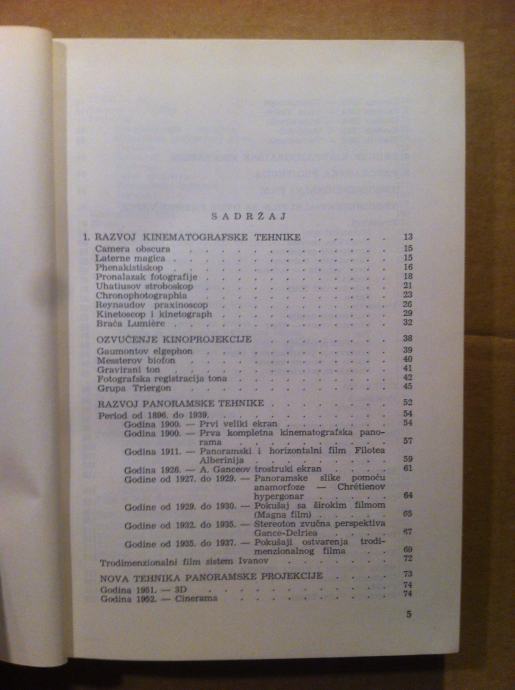 SADRŽAJ
1. RAZVOJ KINEMATOGRAFSKE TEHNIKE . . . . . 13
Camera obscura . . . . . . . . . . . 15
Laterne magica . . . . . . . . . . . 15
Phenakistiskop . . . . . . . . . . . 16
Pronalazak fotografije . . . . . . . . . . 18
Uhatiusov stroboskop . . . . . . . . . . 21
Chronophotographia . . . . . . . . . . 23
Reynaudov praxinoscop . . . . . . . . . 26
Kinetoscop i kinetograph . . . . . . . . . 29
Braća Lumière . . . . . . . . . . . 32
OZVUČENJE KINOPROJEKCIJE . . . . . . . 38
Gaumontov elgephon . . . . . . . . . . 39
Messterov biofon . . . . . . . . . . . 40
Gravirani ton . . . . . . . . . . . 41
Fotografska registracija tona . . . . . . . . 42
Grupa Triergon . . . . . . . . . . . 45
RAZVOJ PANORAMSKE TEHNIKE . . . . . . 52
Period od 1896. do 1939. . . . . . . . . . 54
Godina 1900. — Prvi veliki ekran . . . . . 54
Godina 1900. — Prva kompletna kinematografska pano-
rama . . . . . . . . 57
Godina 1911. — Panoramski i horizontalni film Filotea
Alberinija . . . . . . . 59
Godina 1926. — A. Ganceov trostruki ekran . . . 61
Godine od 1927. do 1929. — Panoramske slike pomoću
anamorfoze — Chrétienov
hypergonar . . . . . 64
Godine od 1929. do 1930. — Pokušaj sa širokim filmom
(Magna film) . . . . . 65
Godine od 1932. do 1935. — Stereoton zvučna perspektiva
Gance-Delriea . . . . . 67
Godine od 1935. do 1937. — Pokušaji ostvarenja trodi-
menzionalnog filma . . . 69
Trodimenzionalni film sistem Ivanov . . . . . . 72
NOVA TEHNIKA PANORAMSKE PROJEKCIJE . . . . 73
Godina 1951. — 3D . . . . . . . . . . 74
Godina 1952. — Cinerama . . . . . . . . 74
5